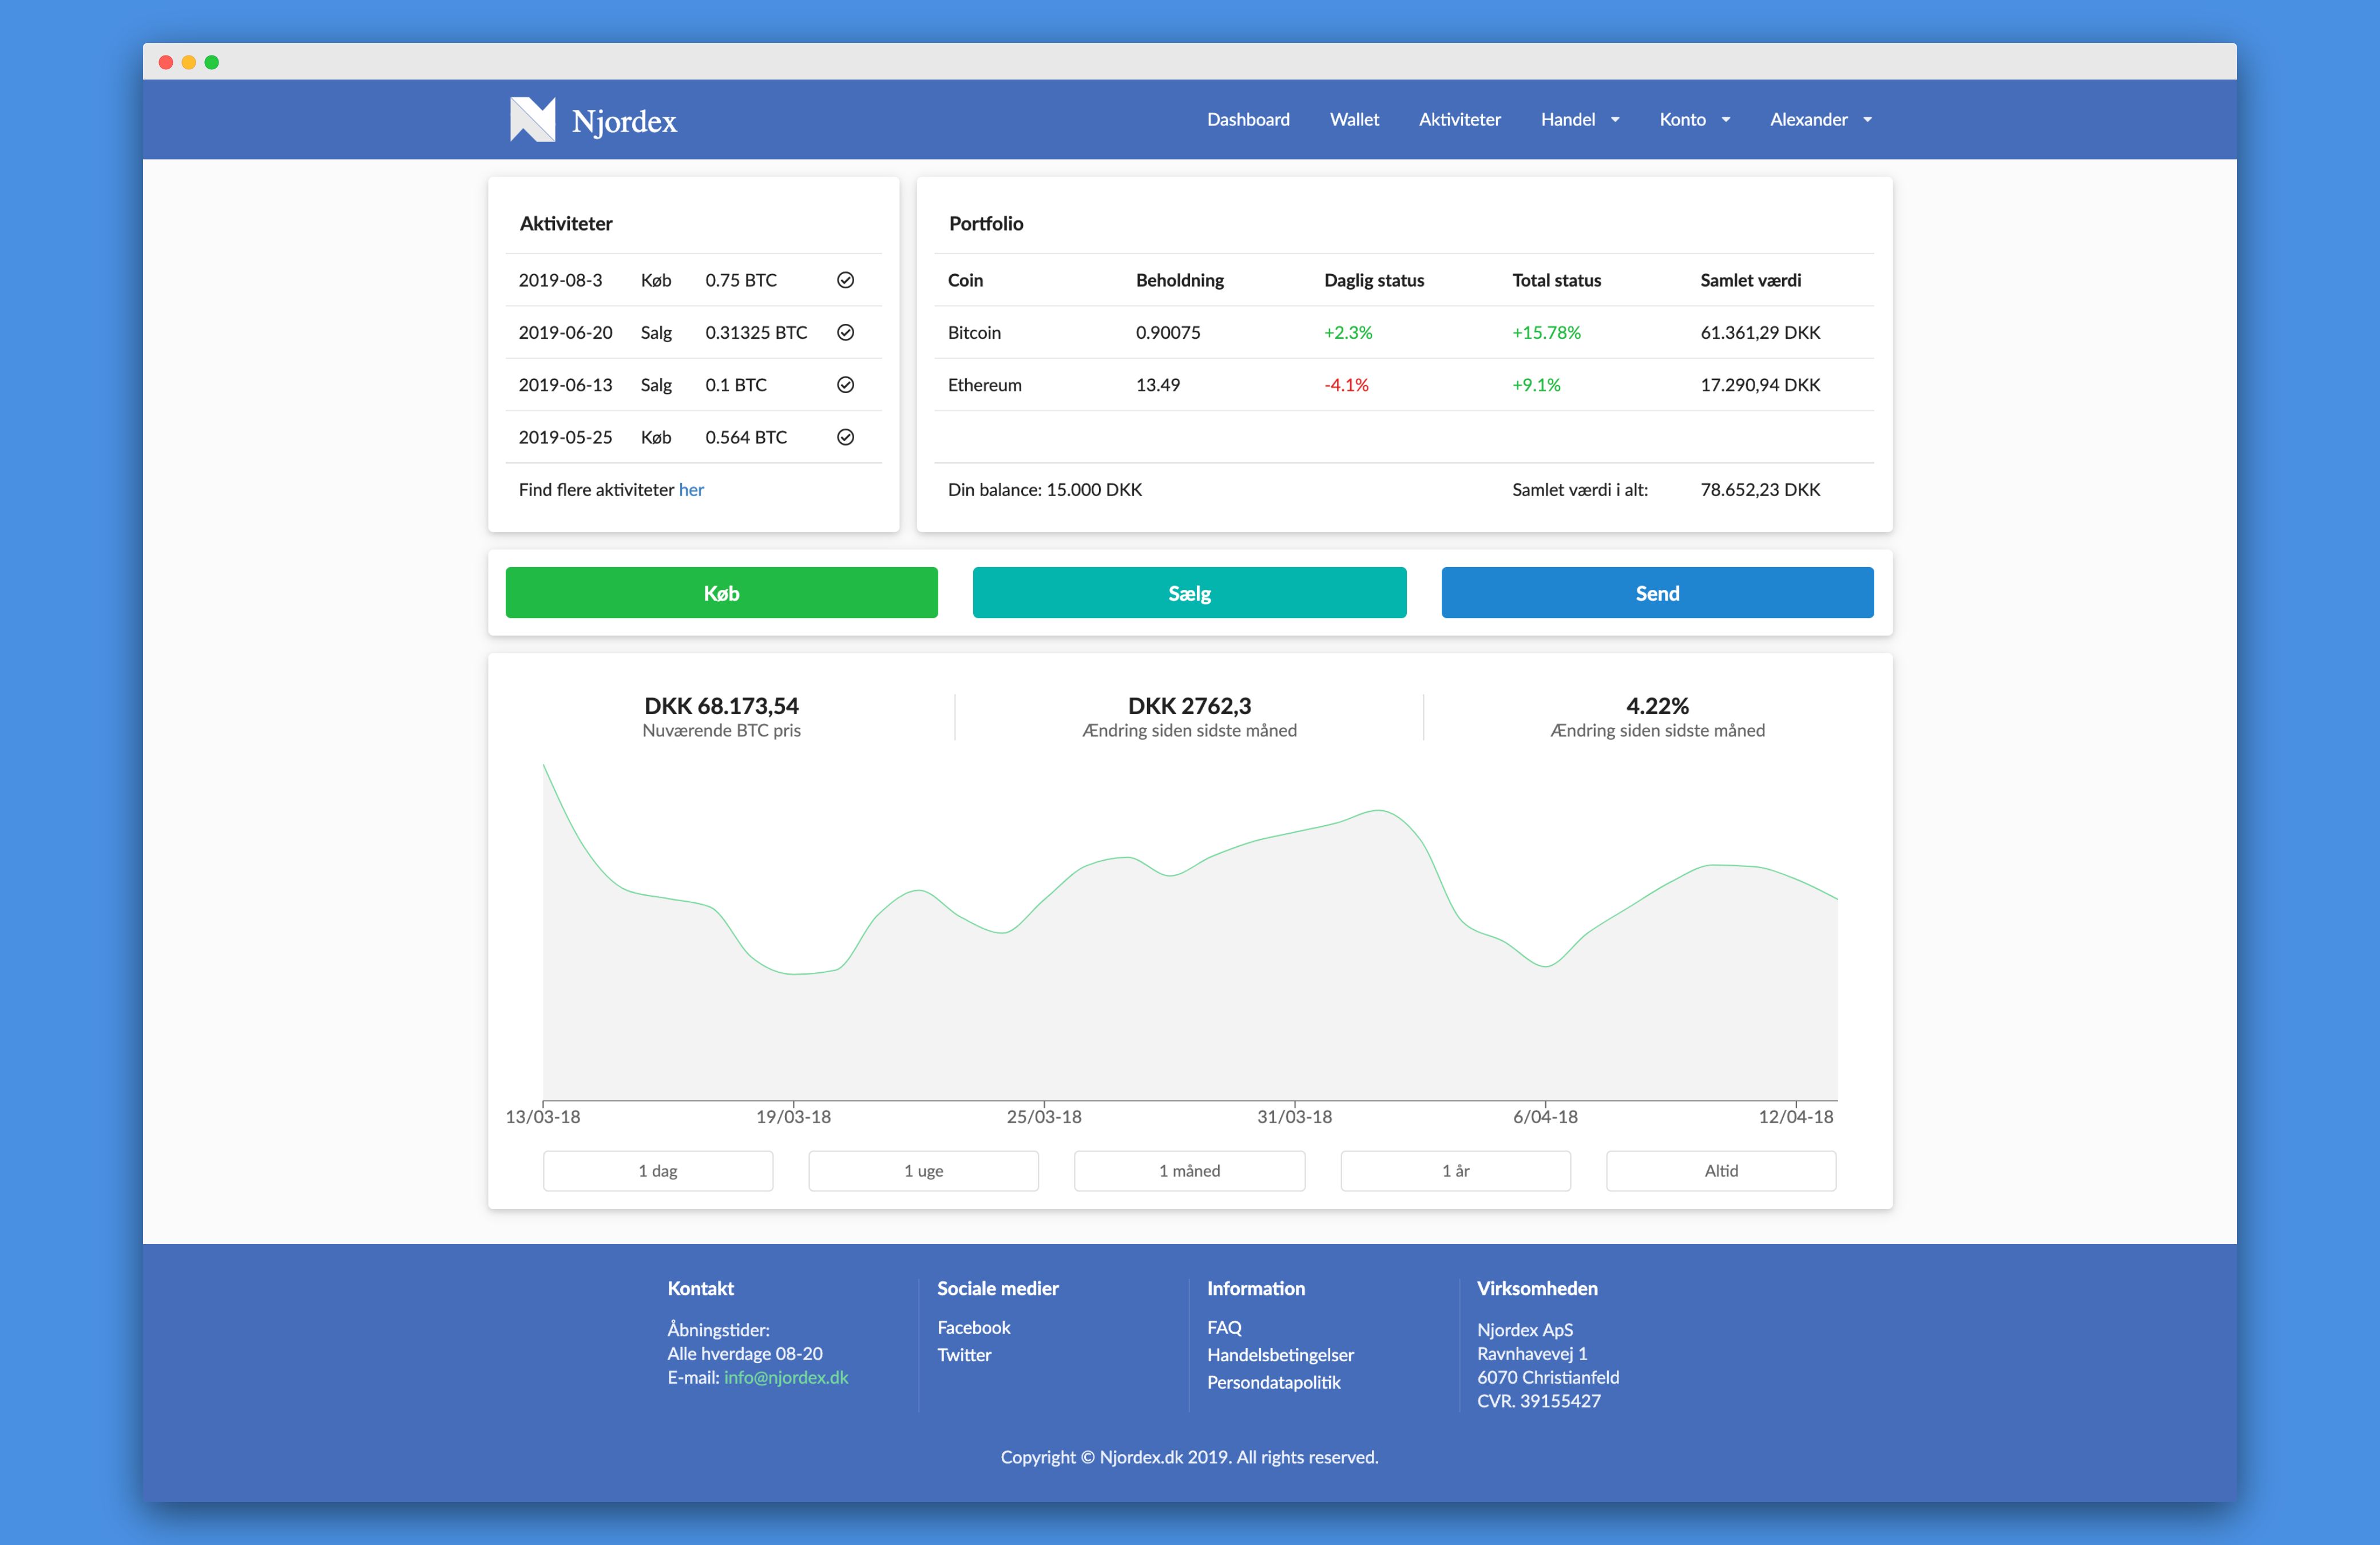 Njordex
Dashboard Wallet Aktiviteter Handel Konto Alexander
Aktiviteter
2019-08-3 Køb 0.75 BTC
2019-06-20 Salg 0.31325 BTC
2019-06-13 Salg 0.1 BTC
2019-05-25 Køb 0.564 BTC
Find flere aktiviteter her
Portfolio
Coin Beholdning Daglig status Total status Samlet værdi
Bitcoin 0.90075 +2.3% +15.78% 61.361,29 DKK
Ethereum 13.49 -4.1% +9.1% 17.290,94 DKK
Din balance: 15.000 DKK Samlet værdi i alt: 78.652,23 DKK
Køb Sælg Send
DKK 68.173,54
Nuværende BTC pris
DKK 2762,3
Ændring siden sidste måned
4.22%
Ændring siden sidste måned
13/03-18 19/03-18 25/03-18 31/03-18 6/04-18 12/04-18
1 dag 1 uge 1 måned 1 år Altid
Kontakt
Åbningstider:
Alle hverdage 08-20
E-mail: info@njordex.dk
Sociale medier
Facebook
Twitter
Information
FAQ
Handelsbetingelser
Persondatapolitik
Virksomheden
Njordex ApS
Ravnhavevej 1
6070 Christianfeld
CVR. 39155427
Copyright © Njordex.dk 2019. All rights reserved.